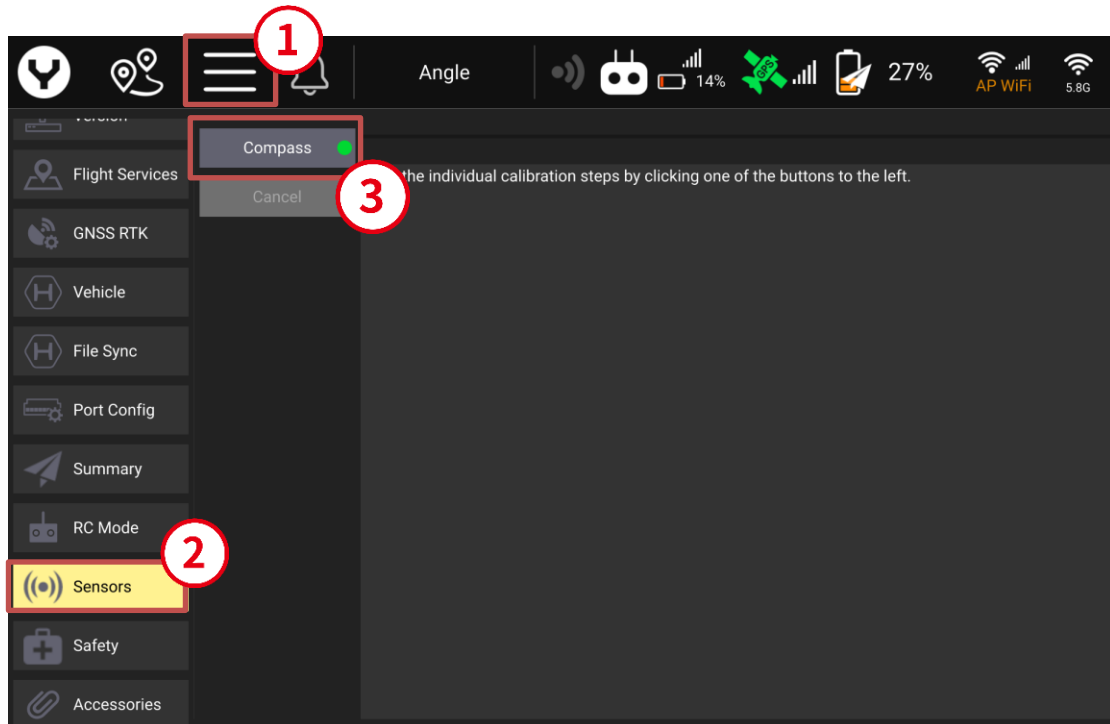 1
Angle
14%
GPS
27%
AP WiFi
5.8G
Version
Compass
3
Flight Services
the individual calibration steps by clicking one of the buttons to the left.
Cancel
GNSS RTK
Vehicle
File Sync
Port Config
Summary
RC Mode
2
Sensors
Safety
Accessories